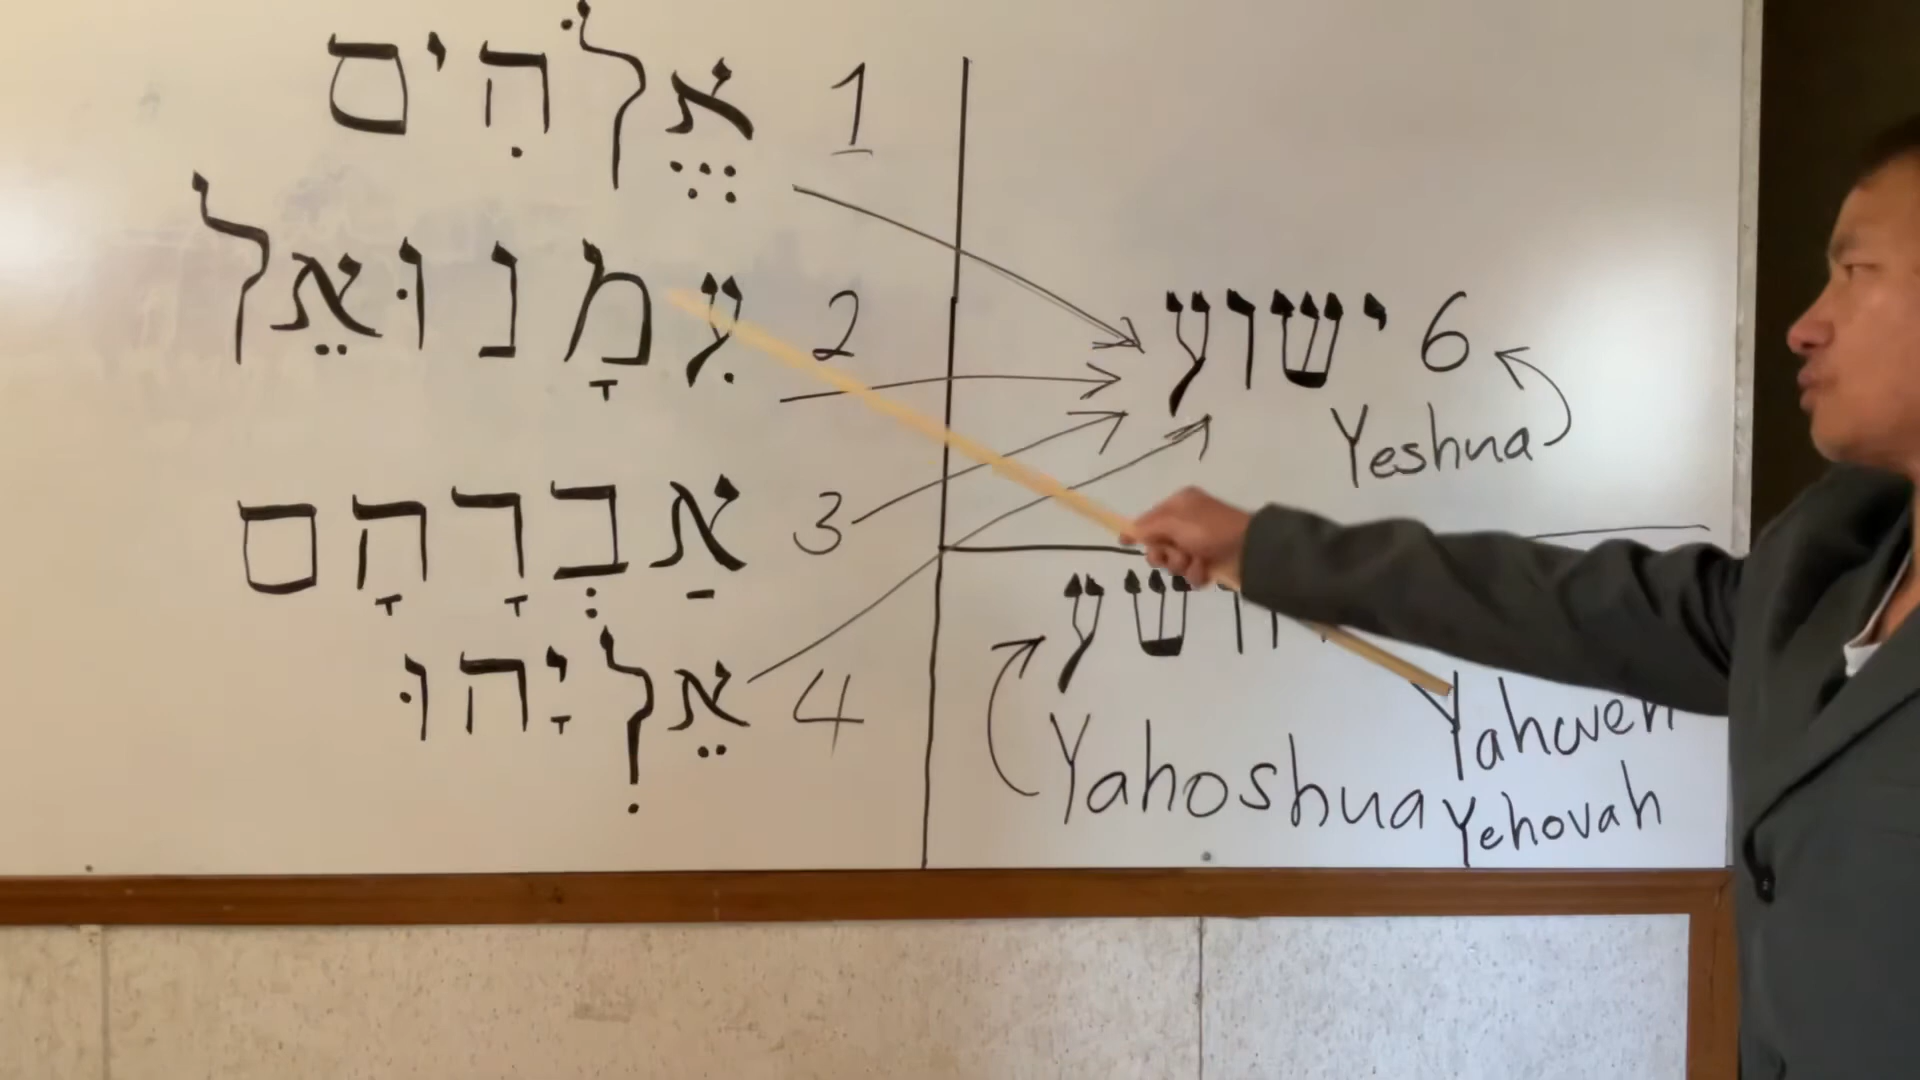 1 אֱלֹהִים
2 עִמָנוּאֵל
3 אַבְרָהָם
4 אֵלִיָהוּ
6 ישוע
Yeshua
Yahoshua
Yahweh
Yehovah